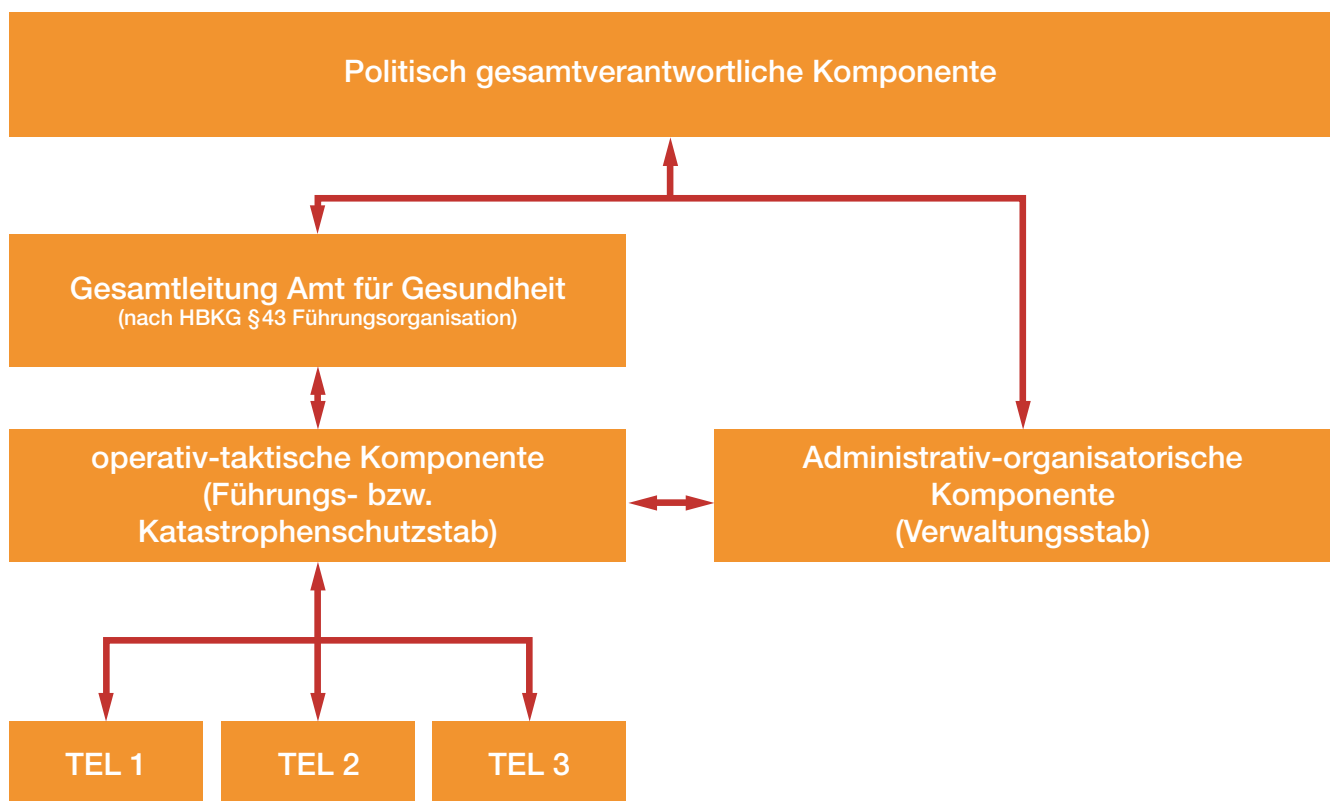 Politisch gesamtverantwortliche Komponente
Gesamtleitung Amt für Gesundheit
(nach HBKG §43 Führungsorganisation)
operativ-taktische Komponente
(Führungs- bzw.
Katastrophenschutzstab)
Administrativ-organisatorische
Komponente
(Verwaltungsstab)
TEL 1
TEL 2
TEL 3